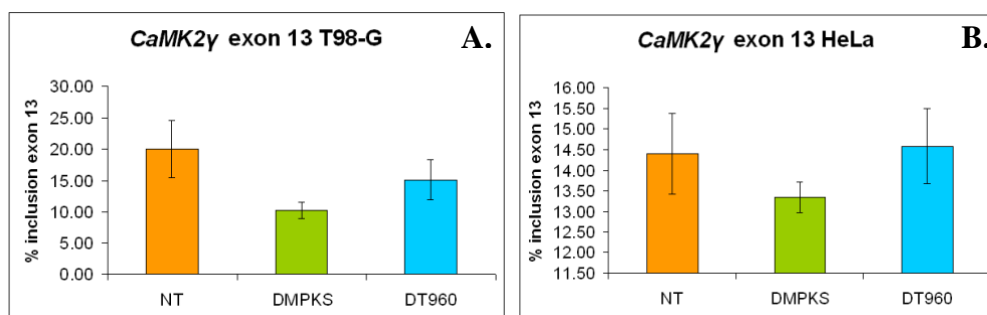 CaMK2γ exon 13 T98-G
A.
% inclusion exon 13
30.00
25.00
20.00
15.00
10.00
5.00
0.00
NT
DMPKS
DT960
CaMK2γ exon 13 HeLa
B.
% inclusion exon 13
16.00
15.50
15.00
14.50
14.00
13.50
13.00
12.50
12.00
11.50
NT
DMPKS
DT960